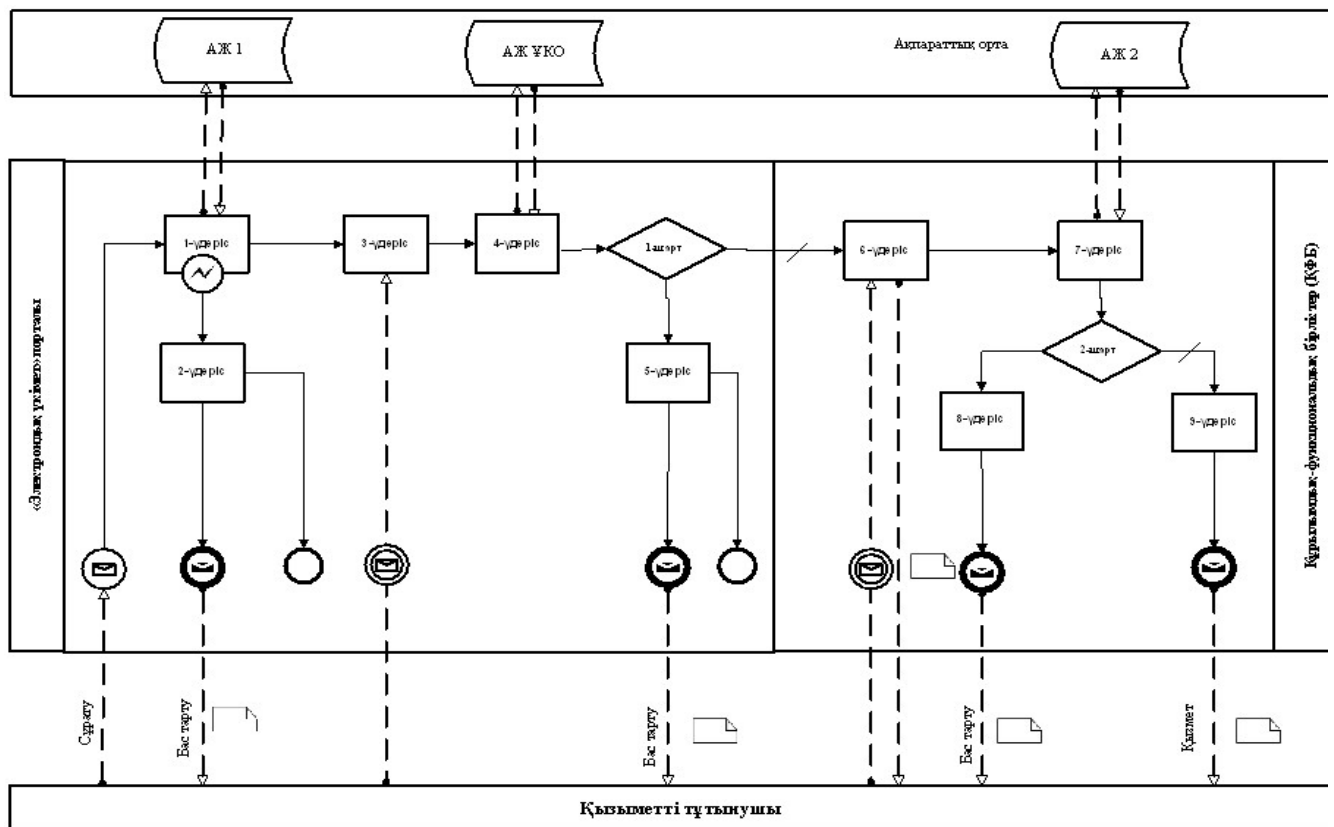 АЖ 1
АЖ ҰКО
Ақпараттық орта
АЖ 2
«Электрондық үкімет» порталы
1-үдеріс
3-үдеріс
4-үдеріс
1-шарт
6-үдеріс
7-үдеріс
2-үдеріс
5-үдеріс
2-шарт
8-үдеріс
9-үдеріс
Құрылымдық-функционалдық бірліктер (ҚФБ)
Сұрату
Бас тарту
Бас тарту
Бас тарту
Қызмет
Қызыметті тұтынушы